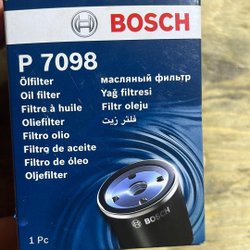 BOSCH
P 7098
Ölfilter
Oil filter
Filtre à huile
Oliefilter
Filtro olio
Filtro de aceite
Filtro de óleo
Oljefilter
масляный фильтр
Yağ filtresi
Filtr oleju
فلتر زيت
BOSCH
1 Pc